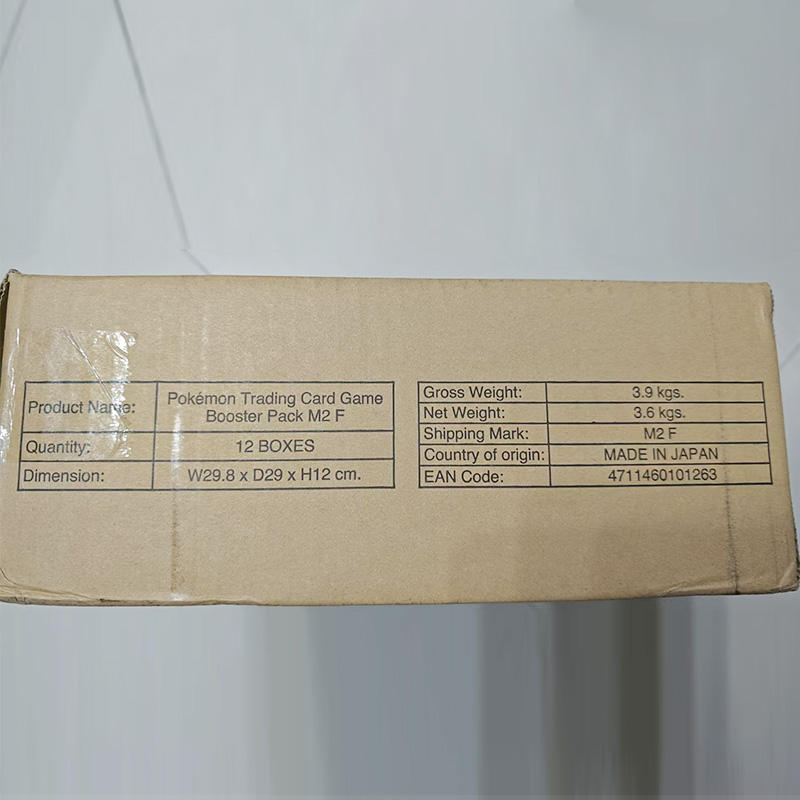 Product Name: Pokémon Trading Card Game
Booster Pack M2 F
Quantity: 12 BOXES
Dimension: W29.8 x D29 x H12 cm.
Gross Weight: 3.9 kgs.
Net Weight: 3.6 kgs.
Shipping Mark: M2 F
Country of origin: MADE IN JAPAN
EAN Code: 4711460101263